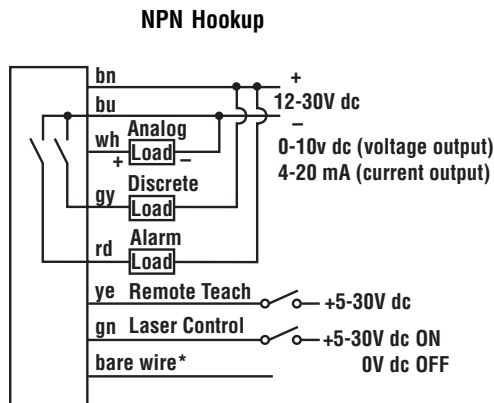 NPN Hookup
bn
+
12-30V dc
bu
–
wh
Analog
+ Load –
0-10v dc (voltage output)
4-20 mA (current output)
Discrete
gy
Load
Alarm
rd
Load
ye Remote Teach
+5-30V dc
gn Laser Control
+5-30V dc ON
0V dc OFF
bare wire*